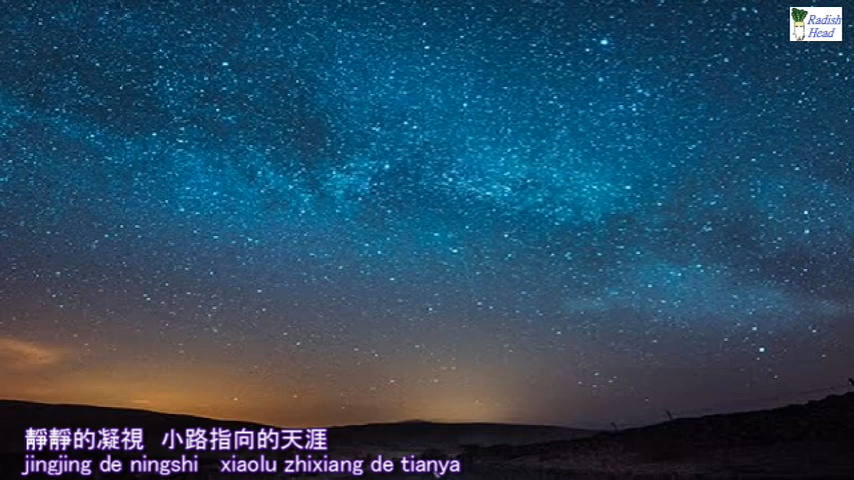 Radish
Head
靜靜的凝視 小路指向的天涯
jingjing de ningshi xiaolu zhixiang de tianya